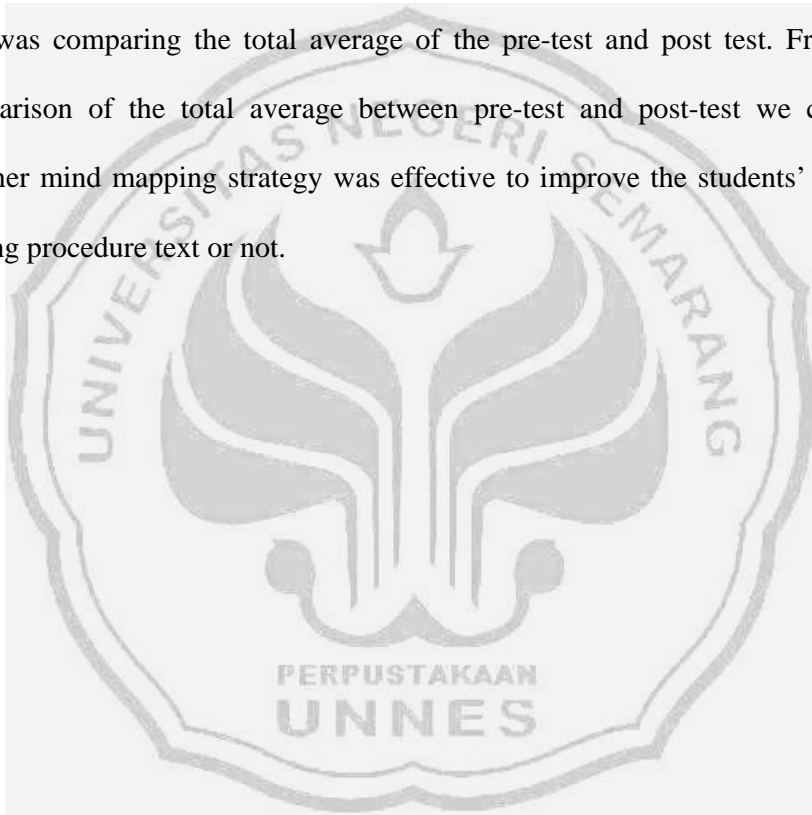 was comparing the total average of the pre-test and post test. Fr
arison of the total average between pre-test and post-test we c
her mind mapping strategy was effective to improve the students’
ng procedure text or not.
UNIVERSITAS NEGERI SEMARANG
PERPUSTAKAAN
UNNES